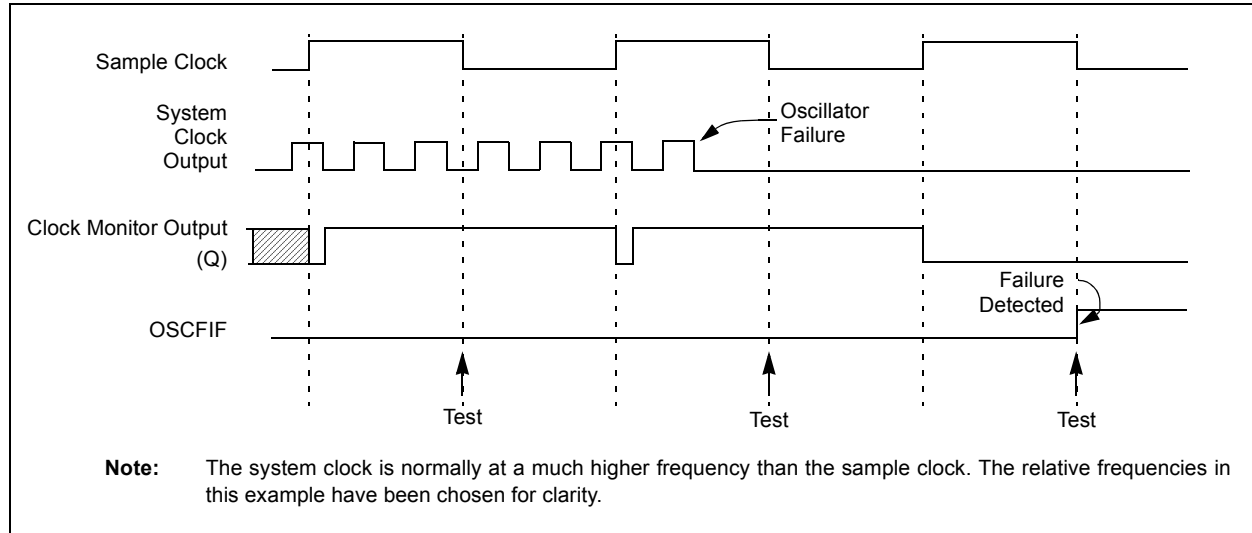 Sample Clock
System
Clock
Output
Oscillator
Failure
Clock Monitor Output
(Q)
Failure
Detected
OSCFIF
Test
Test
Test
Note: The system clock is normally at a much higher frequency than the sample clock. The relative frequencies in
this example have been chosen for clarity.